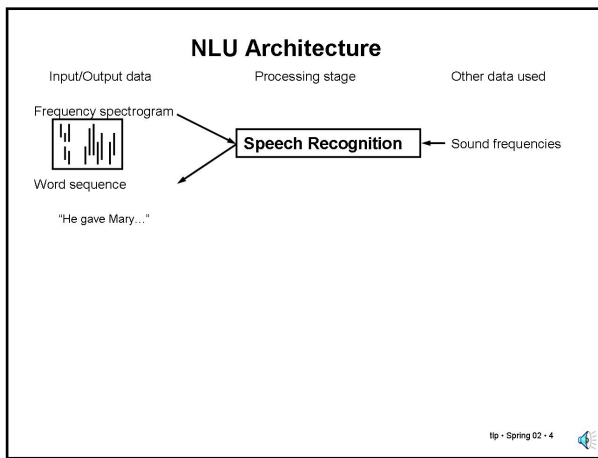 NLU Architecture
Input/Output data Processing stage Other data used
Frequency spectrogram
Speech Recognition Sound frequencies
Word sequence
"He gave Mary…"
tlp • Spring 02 • 4